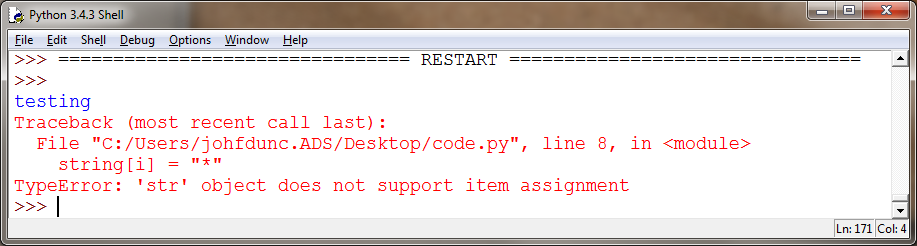 Python 3.4.3 Shell
File Edit Shell Debug Options Window Help
>>> ================================ RESTART ================================
>>>
testing
Traceback (most recent call last):
  File "C:/Users/johfdunc.ADS/Desktop/code.py", line 8, in <module>
    string[i] = "*"
TypeError: 'str' object does not support item assignment
>>>
Ln: 171 Col: 4